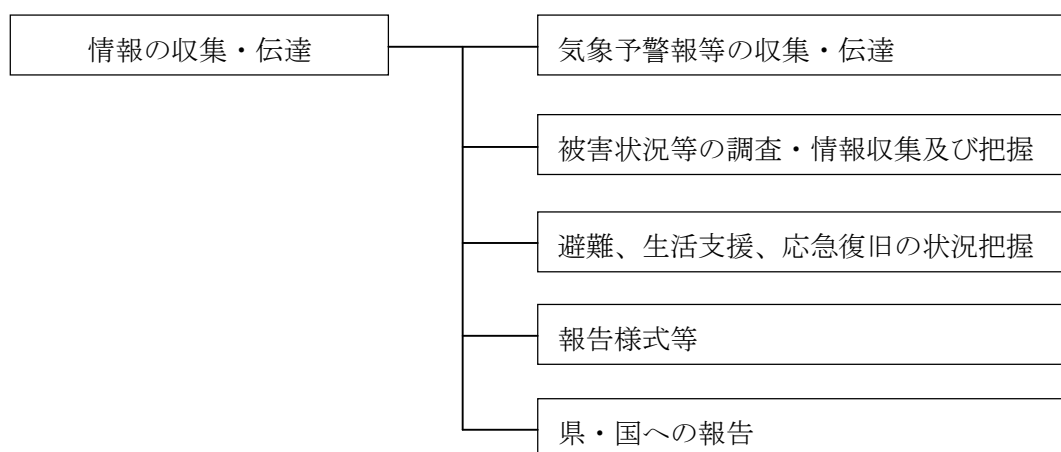 情報の収集・伝達
気象予警報等の収集・伝達
被害状況等の調査・情報収集及び把握
避難、生活支援、応急復旧の状況把握
報告様式等
県・国への報告